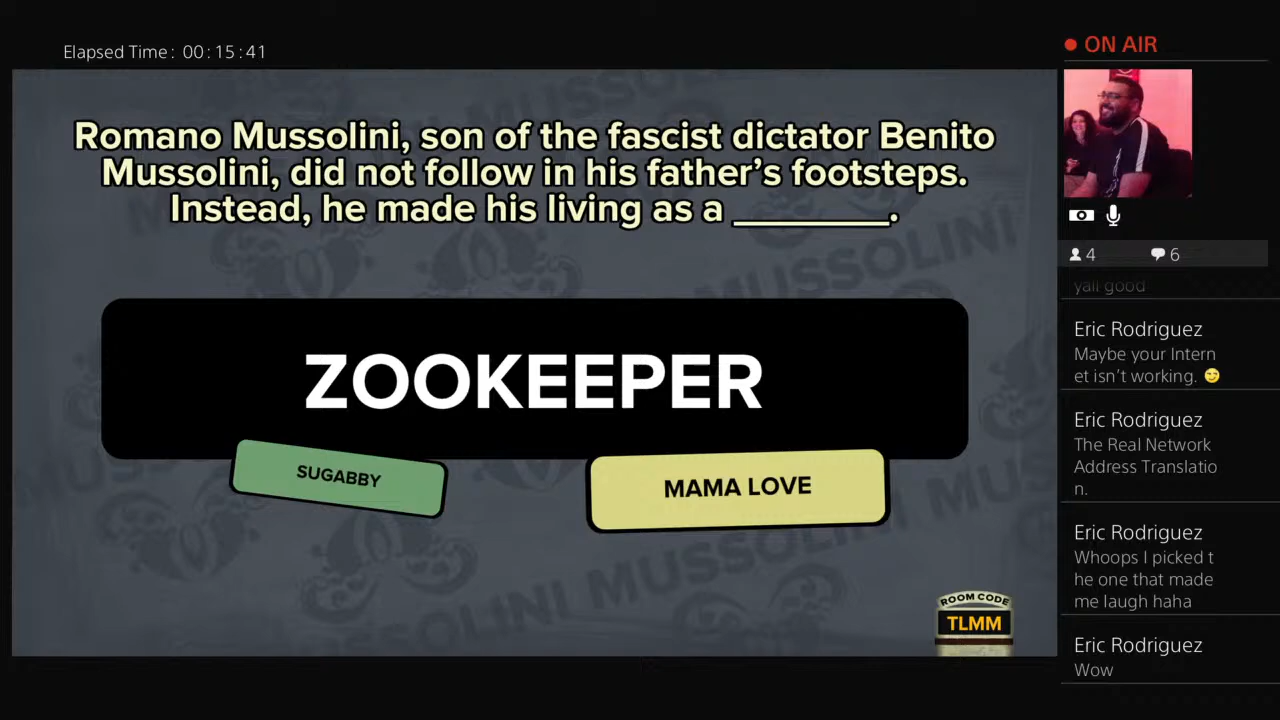 Elapsed Time: 00:15:41
Romano Mussolini, son of the fascist dictator Benito
Mussolini, did not follow in his father's footsteps.
Instead, he made his living as a ________.
ZOOKEEPER
SUGABBY
MAMA LOVE
MUSSOLINI MUSSOLINI
ROOM CODE
TLMM
ON AIR
4
6
yall good
Eric Rodriguez
Maybe your Intern
et isn't working. 😏
Eric Rodriguez
The Real Network
Address Translatio
n.
Eric Rodriguez
Whoops I picked t
he one that made
me laugh haha
Eric Rodriguez
Wow